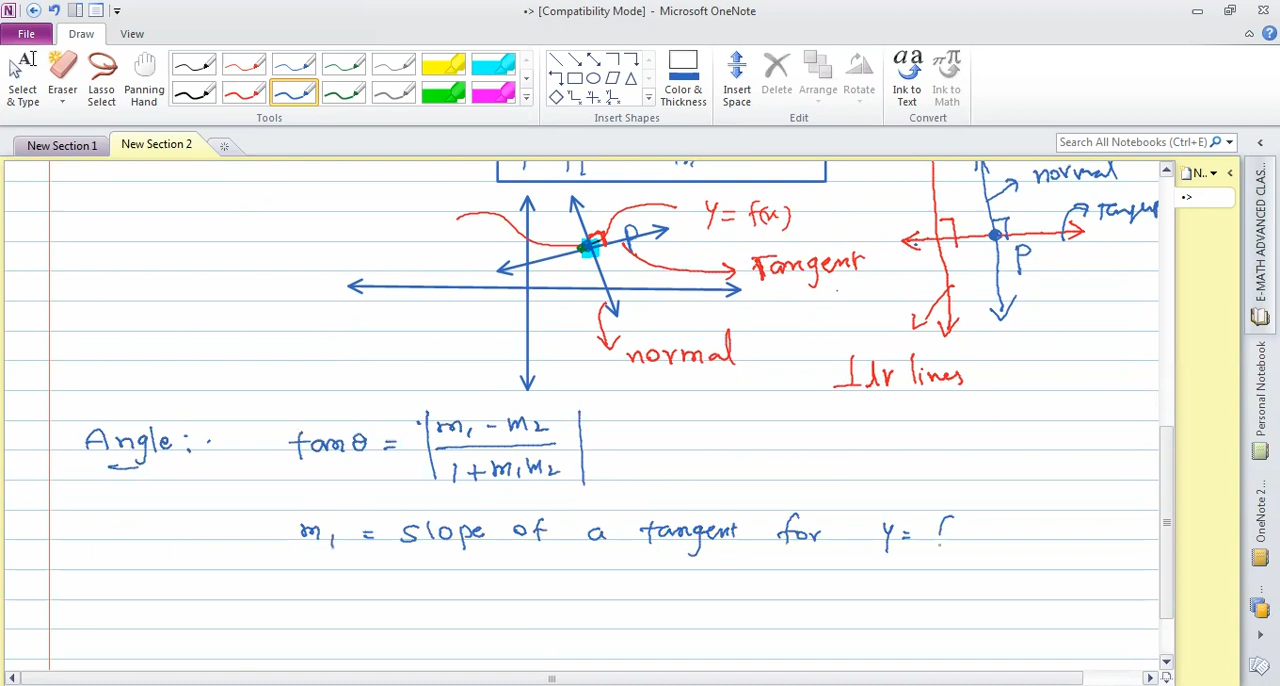 -> [Compatibility Mode] - Microsoft OneNote
File Draw View
Select & Type
Eraser
Lasso Select
Panning Hand
Color & Thickness
Insert Space
Delete
Arrange
Rotate
Ink to Text
Ink to Math
Tools
Insert Shapes
Edit
Convert
New Section 1
New Section 2
Search All Notebooks (Ctrl+E)
N..
->
E-MATH ADVANCED CLAS...
Personal Notebook
OneNote 2...
y = f(x)
P
Tangent
normal
normal
P
⊥lr lines
Angle :- tanθ = | m₁ - m₂ / 1 + m₁m₂ |
m₁ = slope of a tangent for y = f